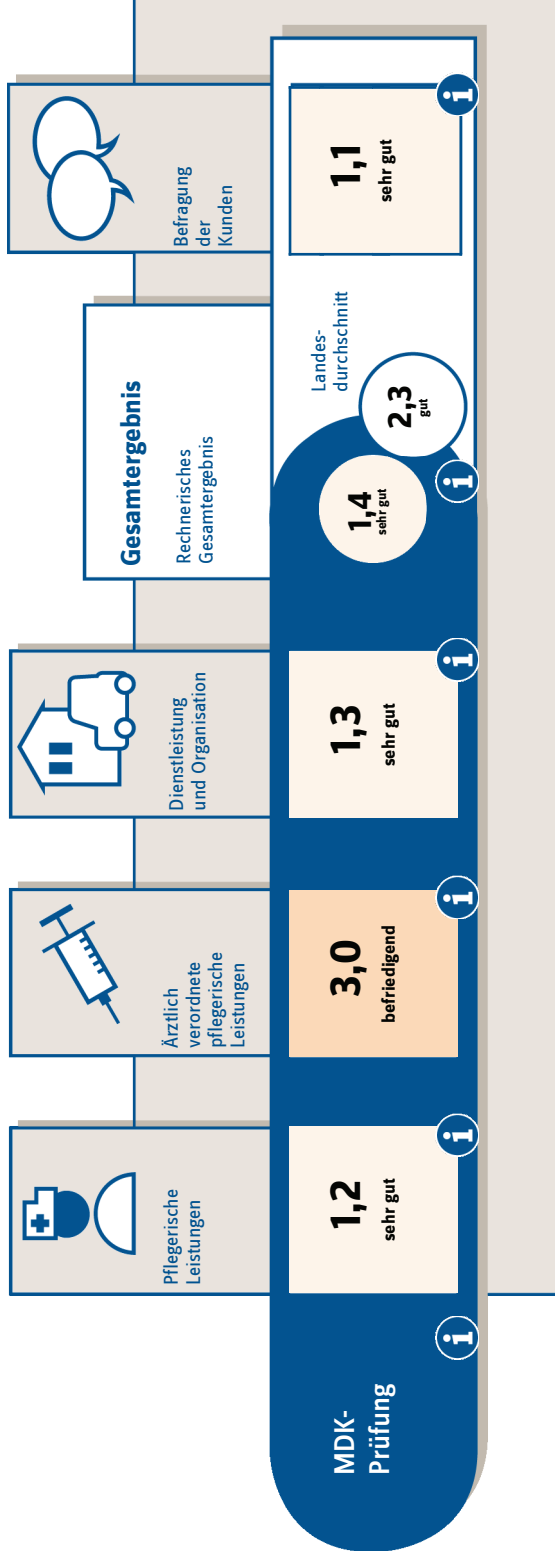 Pflegerische
Leistungen
Ärztlich
verordnete
pflegerische
Leistungen
Dienstleistung
und Organisation
Gesamtergebnis
Rechnerisches
Gesamtergebnis
Befragung
der
Kunden
MDK-
Prüfung
1,2
sehr gut
3,0
befriedigend
1,3
sehr gut
1,4
sehr gut
Landes-
durchschnitt
2,3
gut
1,1
sehr gut
i
i
i
i
i
i